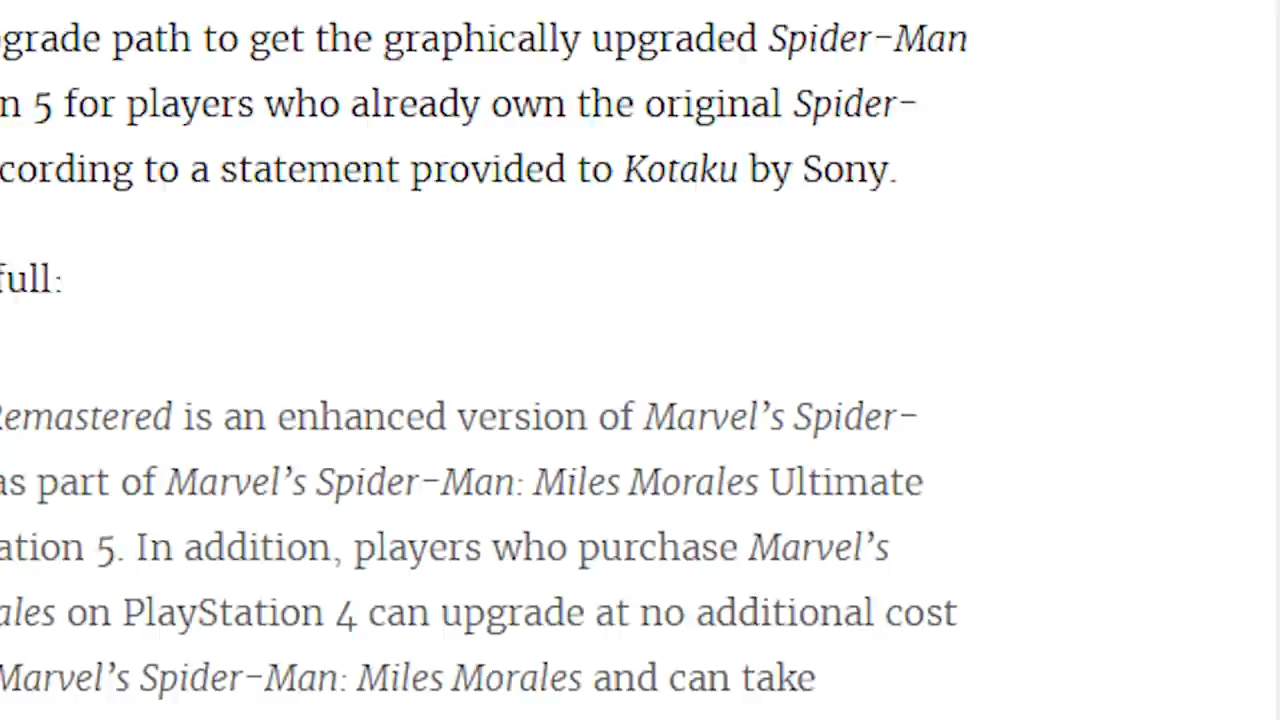 grade path to get the graphically upgraded Spider-Man
n 5 for players who already own the original Spider-
cording to a statement provided to Kotaku by Sony.
full:
Remastered is an enhanced version of Marvel's Spider-
as part of Marvel's Spider-Man: Miles Morales Ultimate
ation 5. In addition, players who purchase Marvel's
ales on PlayStation 4 can upgrade at no additional cost
Marvel's Spider-Man: Miles Morales and can take